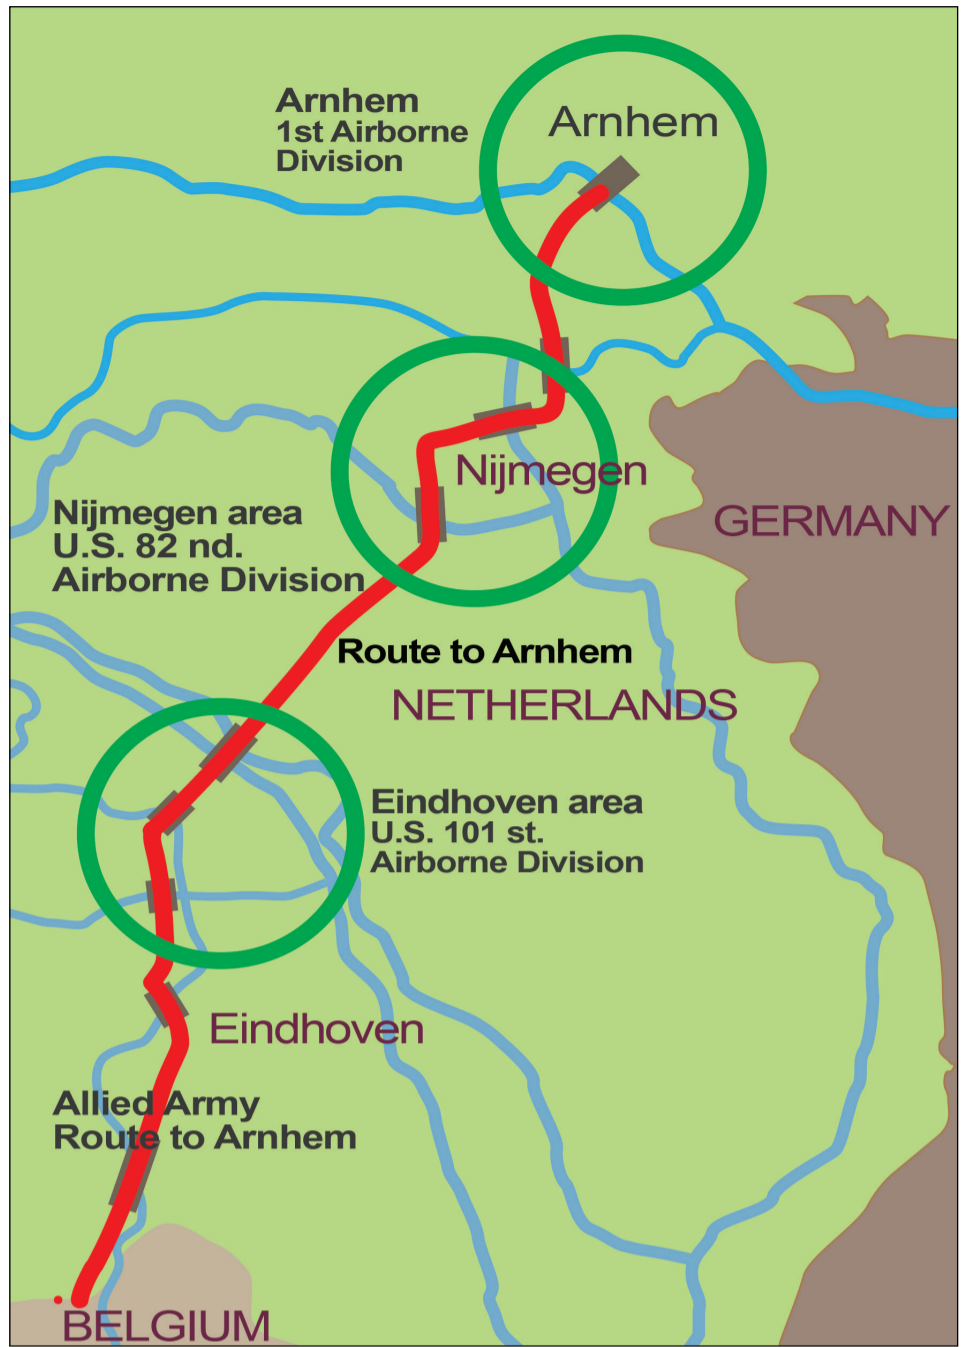 Arnhem
1st Airborne
Division
Arnhem
Nijmegen
GERMANY
Nijmegen area
U.S. 82 nd.
Airborne Division
Route to Arnhem
NETHERLANDS
Eindhoven area
U.S. 101 st.
Airborne Division
Eindhoven
Allied Army
Route to Arnhem
BELGIUM